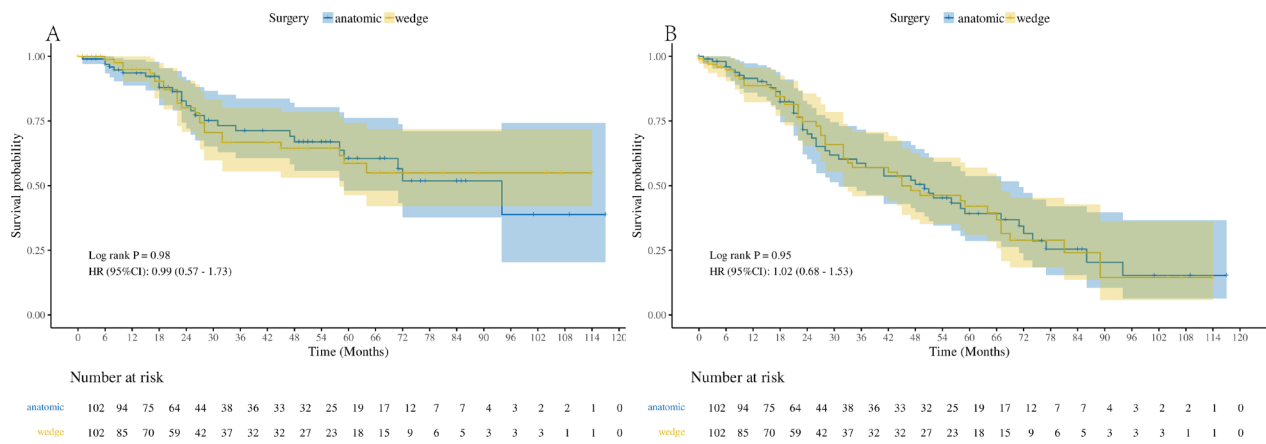 A
Surgery anatomic wedge
1.00
0.75
0.50
0.25
0.00
Survival probability
Log rank P = 0.98
HR (95%CI): 0.99 (0.57 - 1.73)
0 6 12 18 24 30 36 42 48 54 60 66 72 78 84 90 96 102 108 114 120
Time (Months)
Number at risk
anatomic 102 94 75 64 44 38 36 33 32 25 19 17 12 7 7 4 3 2 2 1 0
wedge 102 85 70 59 42 37 32 32 27 23 18 15 9 6 5 3 3 3 1 1 0
B
Surgery anatomic wedge
1.00
0.75
0.50
0.25
0.00
Survival probability
Log rank P = 0.95
HR (95%CI): 1.02 (0.68 - 1.53)
0 6 12 18 24 30 36 42 48 54 60 66 72 78 84 90 96 102 108 114 120
Time (Months)
Number at risk
anatomic 102 94 75 64 44 38 36 33 32 25 19 17 12 7 7 4 3 2 2 1 0
wedge 102 85 70 59 42 37 32 32 27 23 18 15 9 6 5 3 3 3 1 1 0